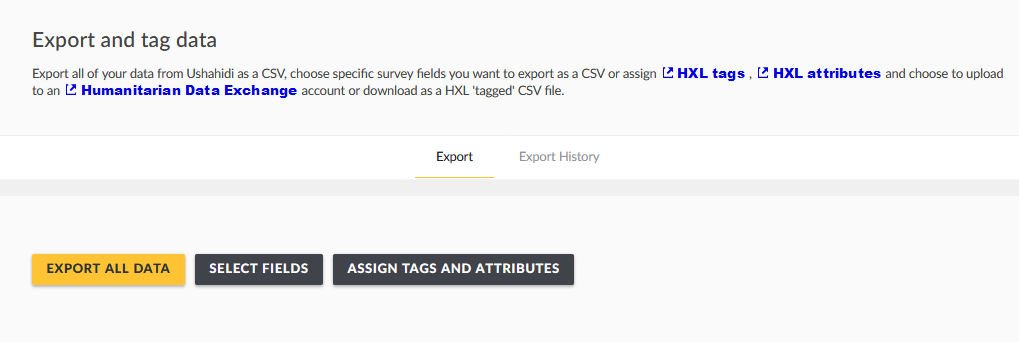 Export and tag data
Export all of your data from Ushahidi as a CSV, choose specific survey fields you want to export as a CSV or assign HXL tags , HXL attributes and choose to upload
to an Humanitarian Data Exchange account or download as a HXL 'tagged' CSV file.
Export Export History
EXPORT ALL DATA SELECT FIELDS ASSIGN TAGS AND ATTRIBUTES